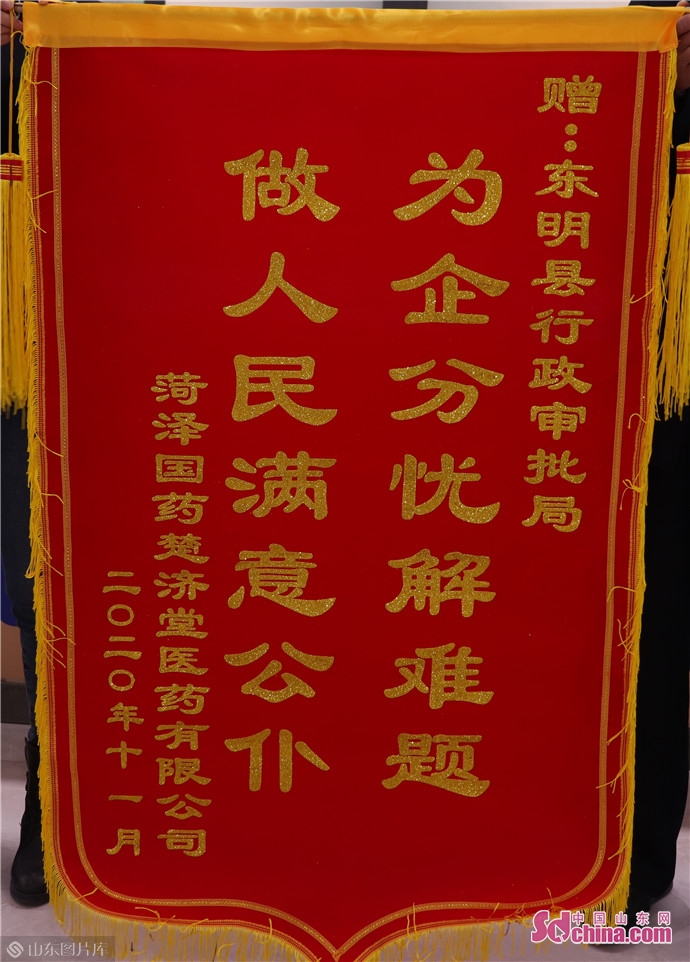 赠:东明县行政审批局
为企分忧解难题
做人民满意公仆
菏泽国药楚济堂医药有限公司
二〇二〇年十一月
山东图片库
中国山东网
Sdchina.com